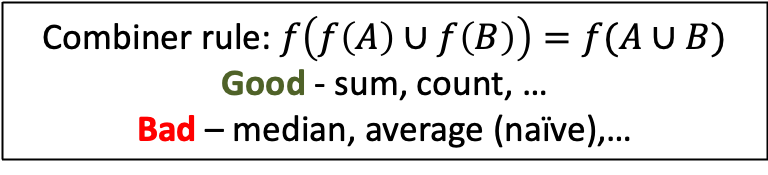 Combiner rule: f(f(A) ∪ f(B)) = f(A ∪ B)
Good - sum, count, …
Bad – median, average (naïve),…